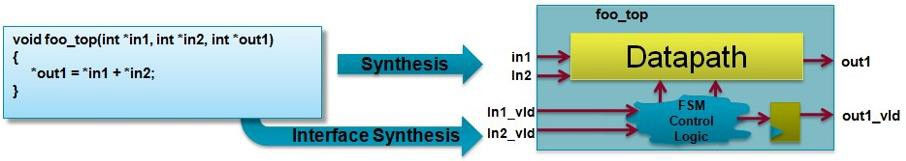 void foo_top(int *in1, int *in2, int *out1)
{
*out1 = *in1 + *in2;
}
Synthesis
Interface Synthesis
foo_top
in1
In2
In1_vld
In2_vld
Datapath
FSM
Control
Logic
out1
out1_vld